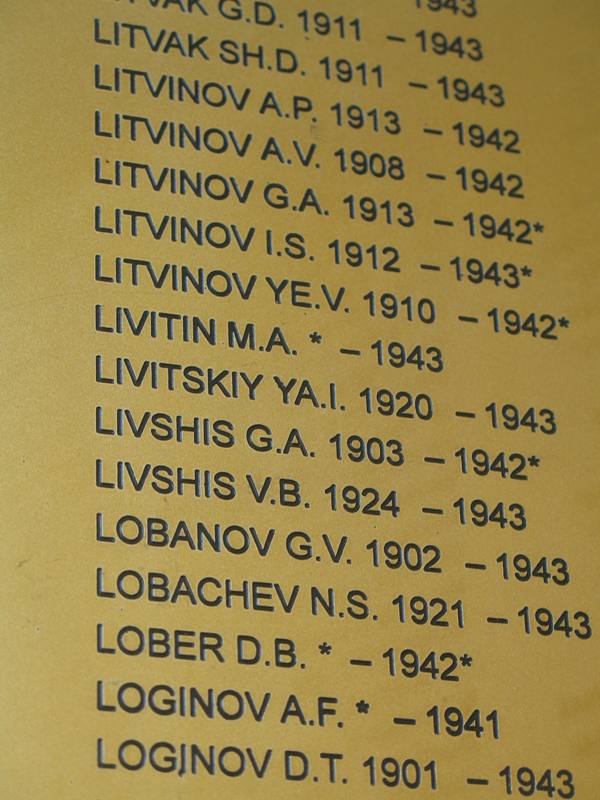 LITVAK G.D. 1911 – 1943
LITVAK SH.D. 1911 – 1943
LITVINOV A.P. 1913 – 1942
LITVINOV A.V. 1908 – 1942
LITVINOV G.A. 1913 – 1942*
LITVINOV I.S. 1912 – 1943*
LITVINOV YE.V. 1910 – 1942*
LIVITIN M.A. * – 1943
LIVITSKIY YA.I. 1920 – 1943
LIVSHIS G.A. 1903 – 1942*
LIVSHIS V.B. 1924 – 1943
LOBANOV G.V. 1902 – 1943
LOBACHEV N.S. 1921 – 1943
LOBER D.B. * – 1942*
LOGINOV A.F. * – 1941
LOGINOV D.T. 1901 – 1943